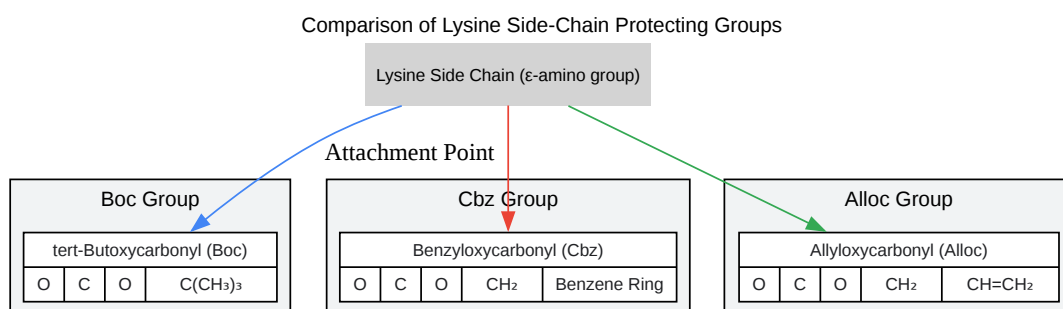 Comparison of Lysine Side-Chain Protecting Groups
Lysine Side Chain (ε-amino group)
Attachment Point
Boc Group
Cbz Group
Alloc Group
tert-Butoxycarbonyl (Boc)
O C O C(CH₃)₃
Benzyloxycarbonyl (Cbz)
O C O CH₂ Benzene Ring
Allyloxycarbonyl (Alloc)
O C O CH₂ CH=CH₂